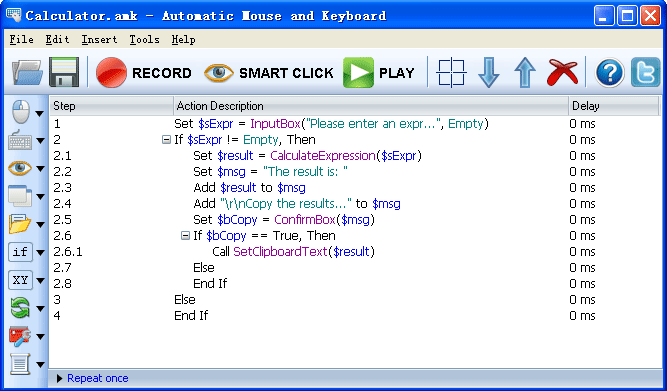 Calculator.amk - Automatic Mouse and Keyboard
File Edit Insert Tools Help
RECORD SMART CLICK PLAY ?
Step Action Description Delay
1 Set $sExpr = InputBox("Please enter an expr...", Empty) 0 ms
2 If $sExpr != Empty, Then 0 ms
2.1 Set $result = CalculateExpression($sExpr) 0 ms
2.2 Set $msg = "The result is: " 0 ms
2.3 Add $result to $msg 0 ms
2.4 Add "\r\nCopy the results..." to $msg 0 ms
2.5 Set $bCopy = ConfirmBox($msg) 0 ms
2.6 If $bCopy == True, Then 0 ms
2.6.1 Call SetClipboardText($result) 0 ms
2.7 Else 0 ms
2.8 End If 0 ms
3 Else 0 ms
4 End If 0 ms
if
XY
Repeat once